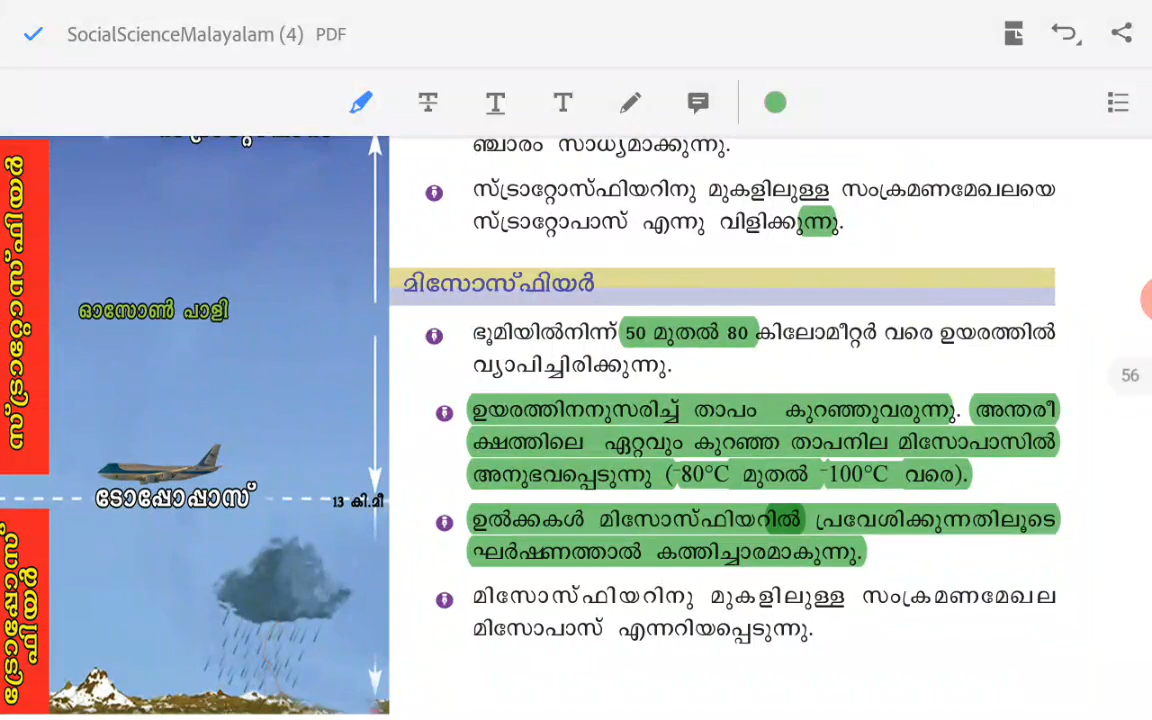 SocialScienceMalayalam (4) PDF
ഞ്ചാരം സാധ്യമാക്കുന്നു.
സ്ട്രാറ്റോസ്ഫിയറിനു മുകളിലുള്ള സംക്രമണമേഖലയെ
സ്ട്രാറ്റോപാസ് എന്നു വിളിക്കുന്നു.
മിസോസ്ഫിയർ
ഭൂമിയിൽനിന്ന് 50 മുതൽ 80 കിലോമീറ്റർ വരെ ഉയരത്തിൽ
വ്യാപിച്ചിരിക്കുന്നു.
ഉയരത്തിനനുസരിച്ച് താപം കുറഞ്ഞുവരുന്നു. അന്തരീ
ക്ഷത്തിലെ ഏറ്റവും കുറഞ്ഞ താപനില മിസോപാസിൽ
അനുഭവപ്പെടുന്നു (⁻80°C മുതൽ ⁻100°C വരെ).
ഉൽക്കകൾ മിസോസ്ഫിയറിൽ പ്രവേശിക്കുന്നതിലൂടെ
ഘർഷണത്താൽ കത്തിച്ചാരമാകുന്നു.
മിസോസ്ഫിയറിനു മുകളിലുള്ള സംക്രമണമേഖല
മിസോപാസ് എന്നറിയപ്പെടുന്നു.
56
സ്ട്രാറ്റോസ്ഫിയർ
ഓസോൺ പാളി
ടോപ്പോപ്പാസ്
13 കി.മീ
ട്രോപ്പോസ്
ഫിയർ